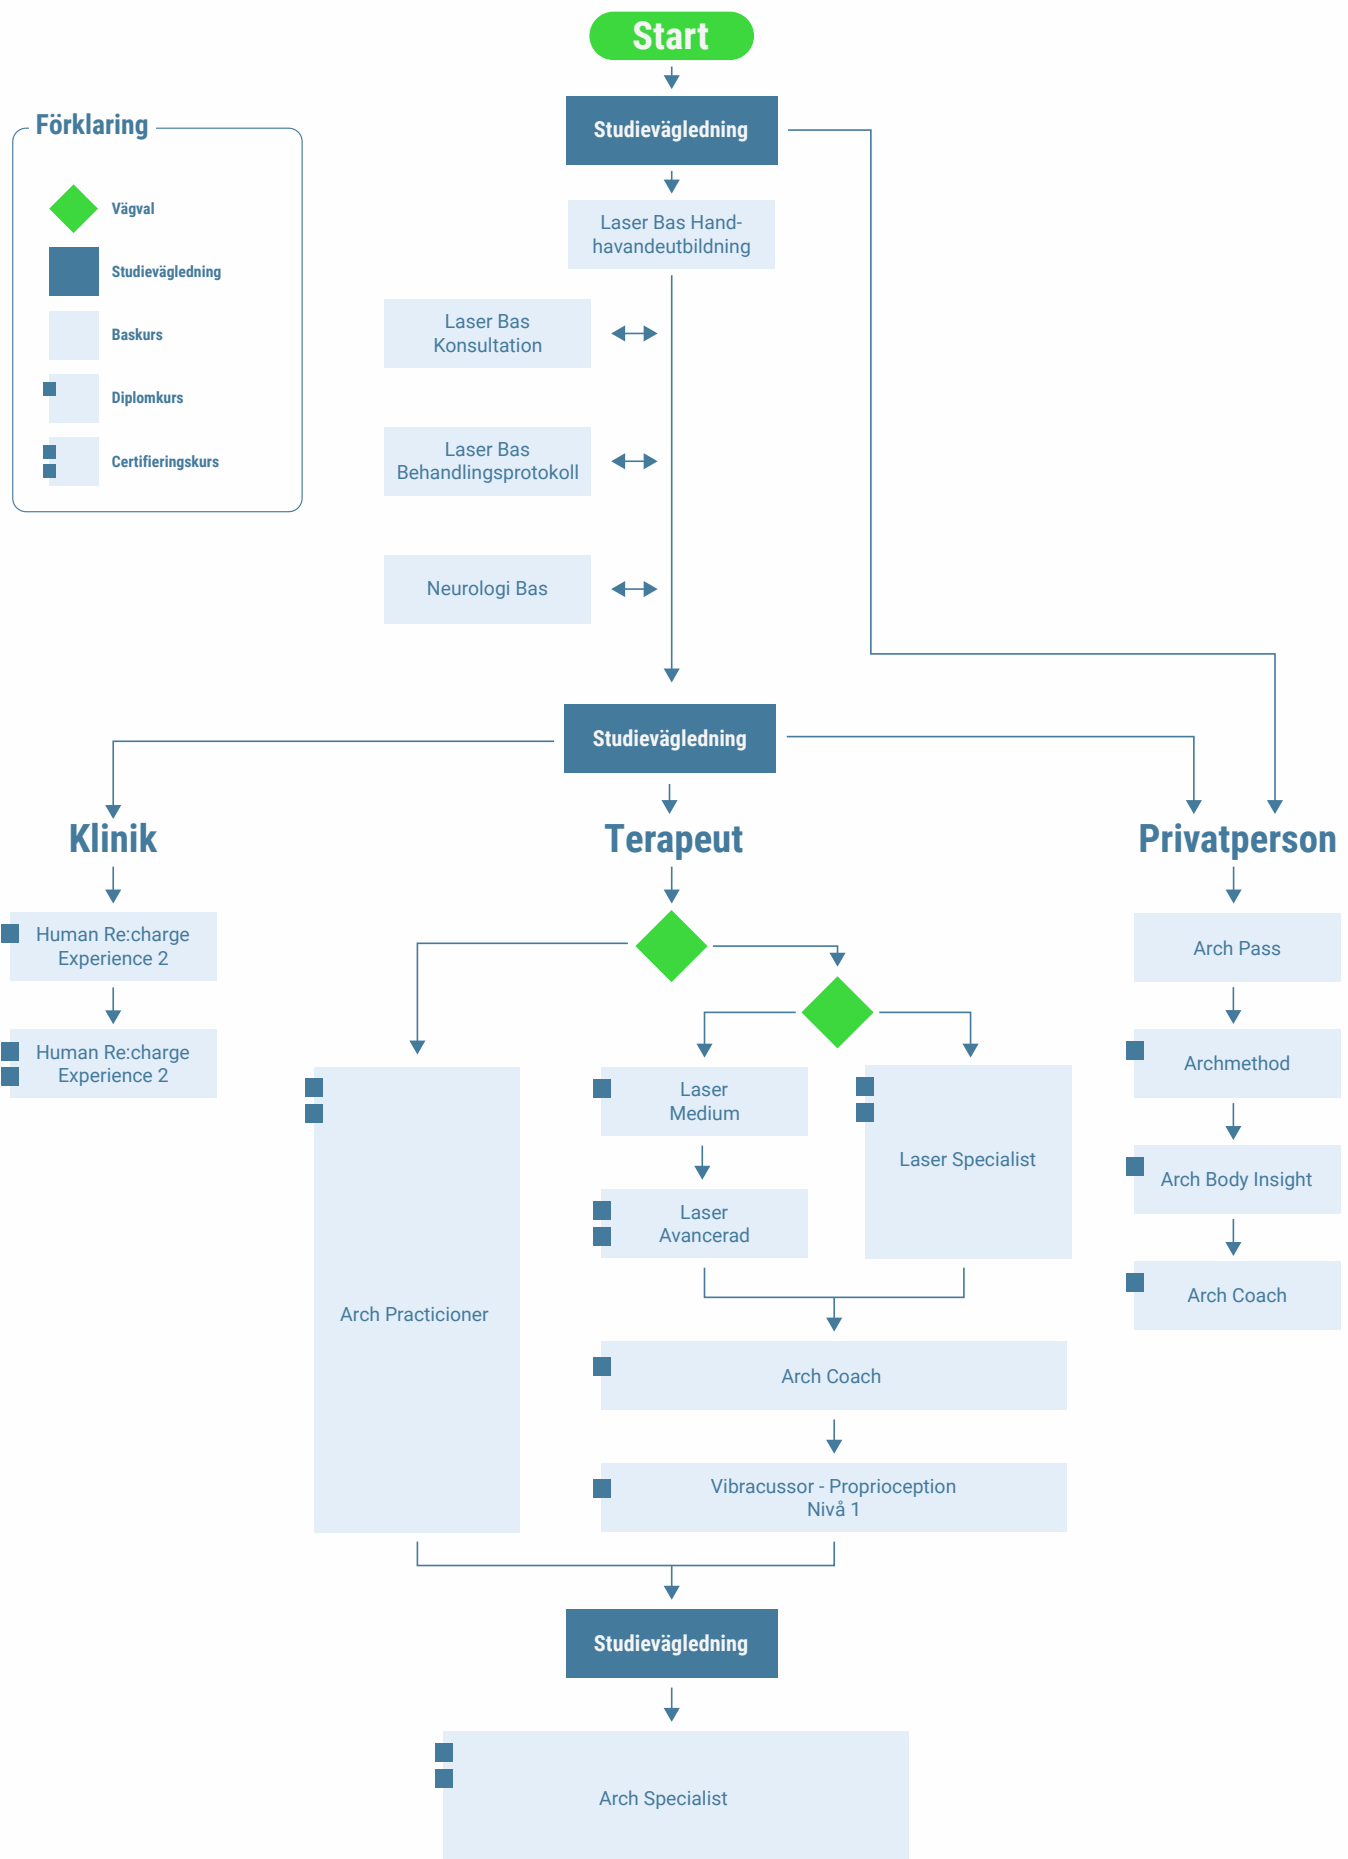 Start
Studievägledning
Förklaring
Vägval
Studievägledning
Baskurs
Diplomkurs
Certifieringskurs
Laser Bas Hand-
havandeutbildning
Laser Bas
Konsultation
Laser Bas
Behandlingsprotokoll
Neurologi Bas
Studievägledning
Klinik
Terapeut
Privatperson
Human Re:charge
Experience 2
Human Re:charge
Experience 2
Arch Practicioner
Laser
Medium
Laser
Avancerad
Laser Specialist
Arch Coach
Vibracussor - Proprioception
Nivå 1
Arch Pass
Archmethod
Arch Body Insight
Arch Coach
Studievägledning
Arch Specialist